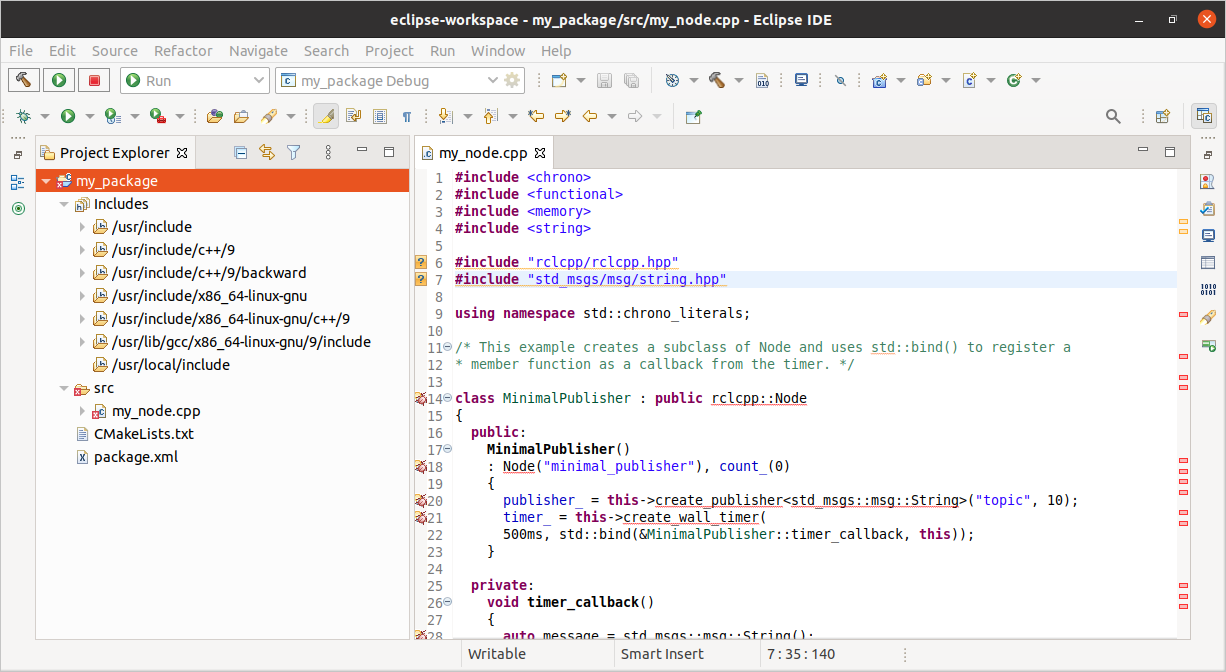 eclipse-workspace - my_package/src/my_node.cpp - Eclipse IDE
File Edit Source Refactor Navigate Search Project Run Window Help
Run
my_package Debug
Project Explorer
my_package
Includes
/usr/include
/usr/include/c++/9
/usr/include/c++/9/backward
/usr/include/x86_64-linux-gnu
/usr/include/x86_64-linux-gnu/c++/9
/usr/lib/gcc/x86_64-linux-gnu/9/include
/usr/local/include
src
my_node.cpp
CMakeLists.txt
package.xml
my_node.cpp
1 #include <chrono>
2 #include <functional>
3 #include <memory>
4 #include <string>
5
6 #include "rclcpp/rclcpp.hpp"
7 #include "std_msgs/msg/string.hpp"
8
9 using namespace std::chrono_literals;
10
11 /* This example creates a subclass of Node and uses std::bind() to register a
12 * member function as a callback from the timer. */
13
14 class MinimalPublisher : public rclcpp::Node
15 {
16 public:
17 MinimalPublisher()
18 : Node("minimal_publisher"), count_(0)
19 {
20 publisher_ = this->create_publisher<std_msgs::msg::String>("topic", 10);
21 timer_ = this->create_wall_timer(
22 500ms, std::bind(&MinimalPublisher::timer_callback, this));
23 }
24
25 private:
26 void timer_callback()
27 {
28 auto message = std_msgs::msg::String();
Writable Smart Insert 7 : 35 : 140